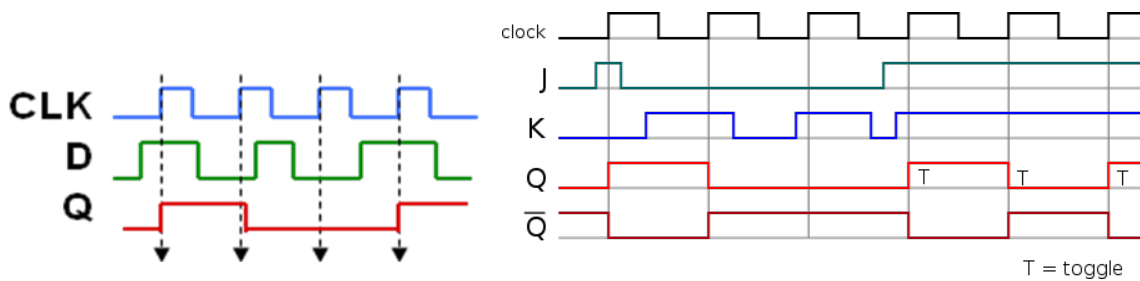 CLK
D
Q
clock
J
K
Q T T T
Q̅
T = toggle